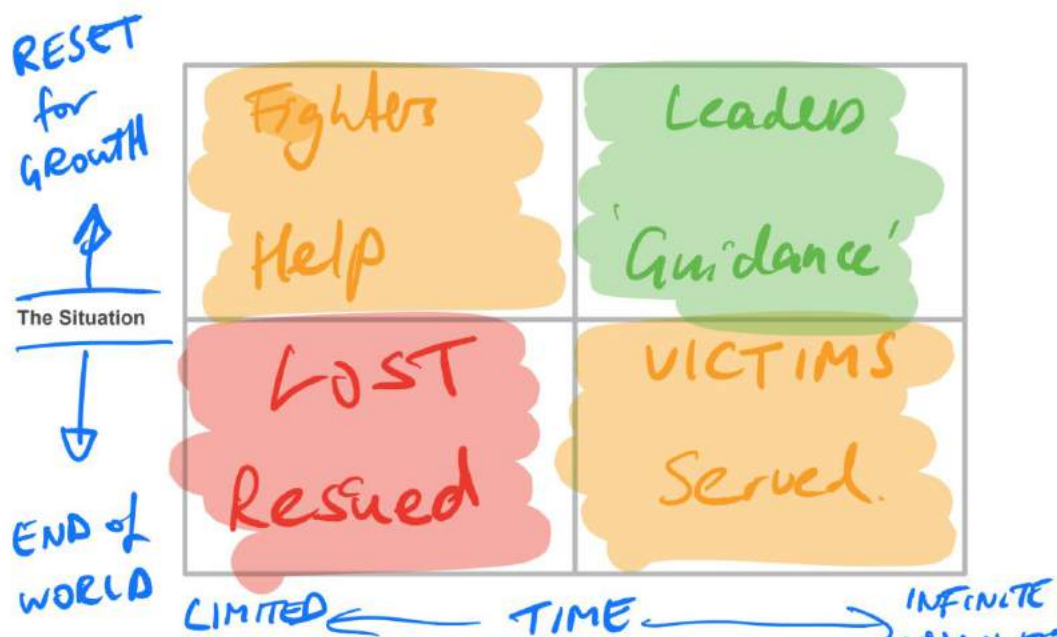 RESET
for
GROWTH
The Situation
END of
WORLD
Fighters
Help
Leaders
'Guidance'
LOST
Rescued
VICTIMS
Served.
LIMITED
TIME
INFINITE